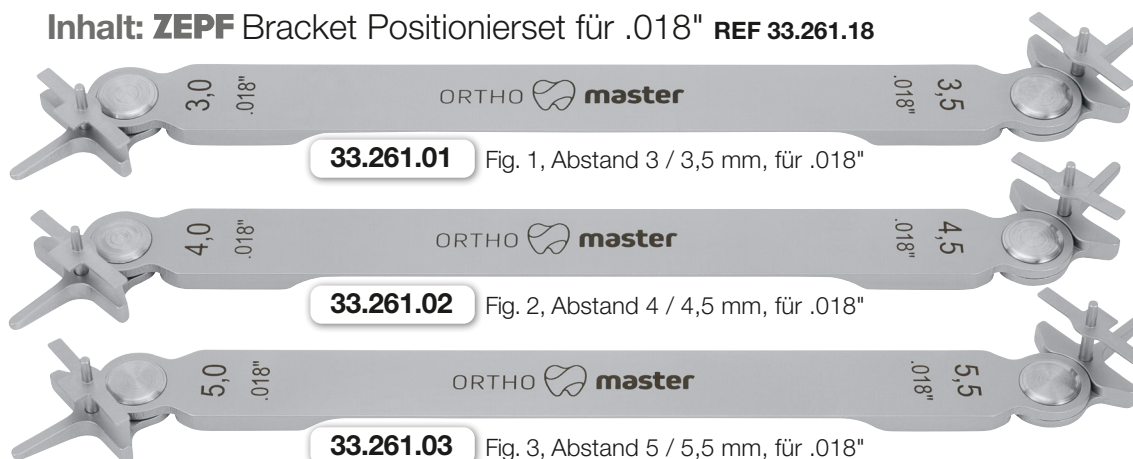 Inhalt: ZEPF Bracket Positionierset für .018" REF 33.261.18
3,0 .018" ORTHO master .018" 3,5
33.261.01 Fig. 1, Abstand 3 / 3,5 mm, für .018"
4,0 .018" ORTHO master .018" 4,5
33.261.02 Fig. 2, Abstand 4 / 4,5 mm, für .018"
5,0 .018" ORTHO master .018" 5,5
33.261.03 Fig. 3, Abstand 5 / 5,5 mm, für .018"